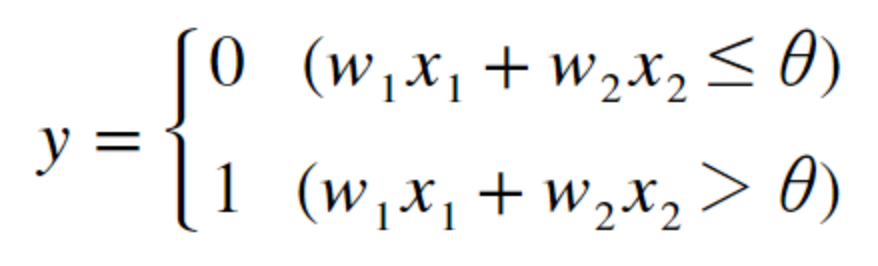 y = { 0 (w₁x₁ + w₂x₂ ≤ θ)
1 (w₁x₁ + w₂x₂ > θ)